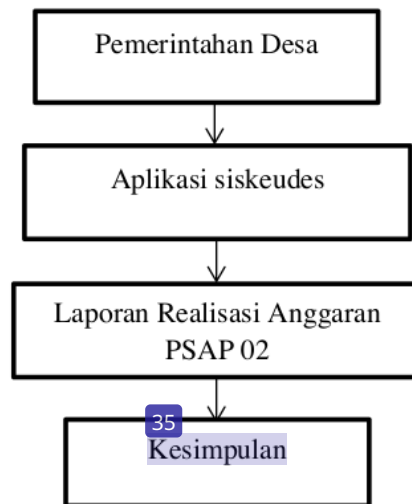 Pemerintahan Desa
Aplikasi siskeudes
Laporan Realisasi Anggaran
PSAP 02
35
Kesimpulan